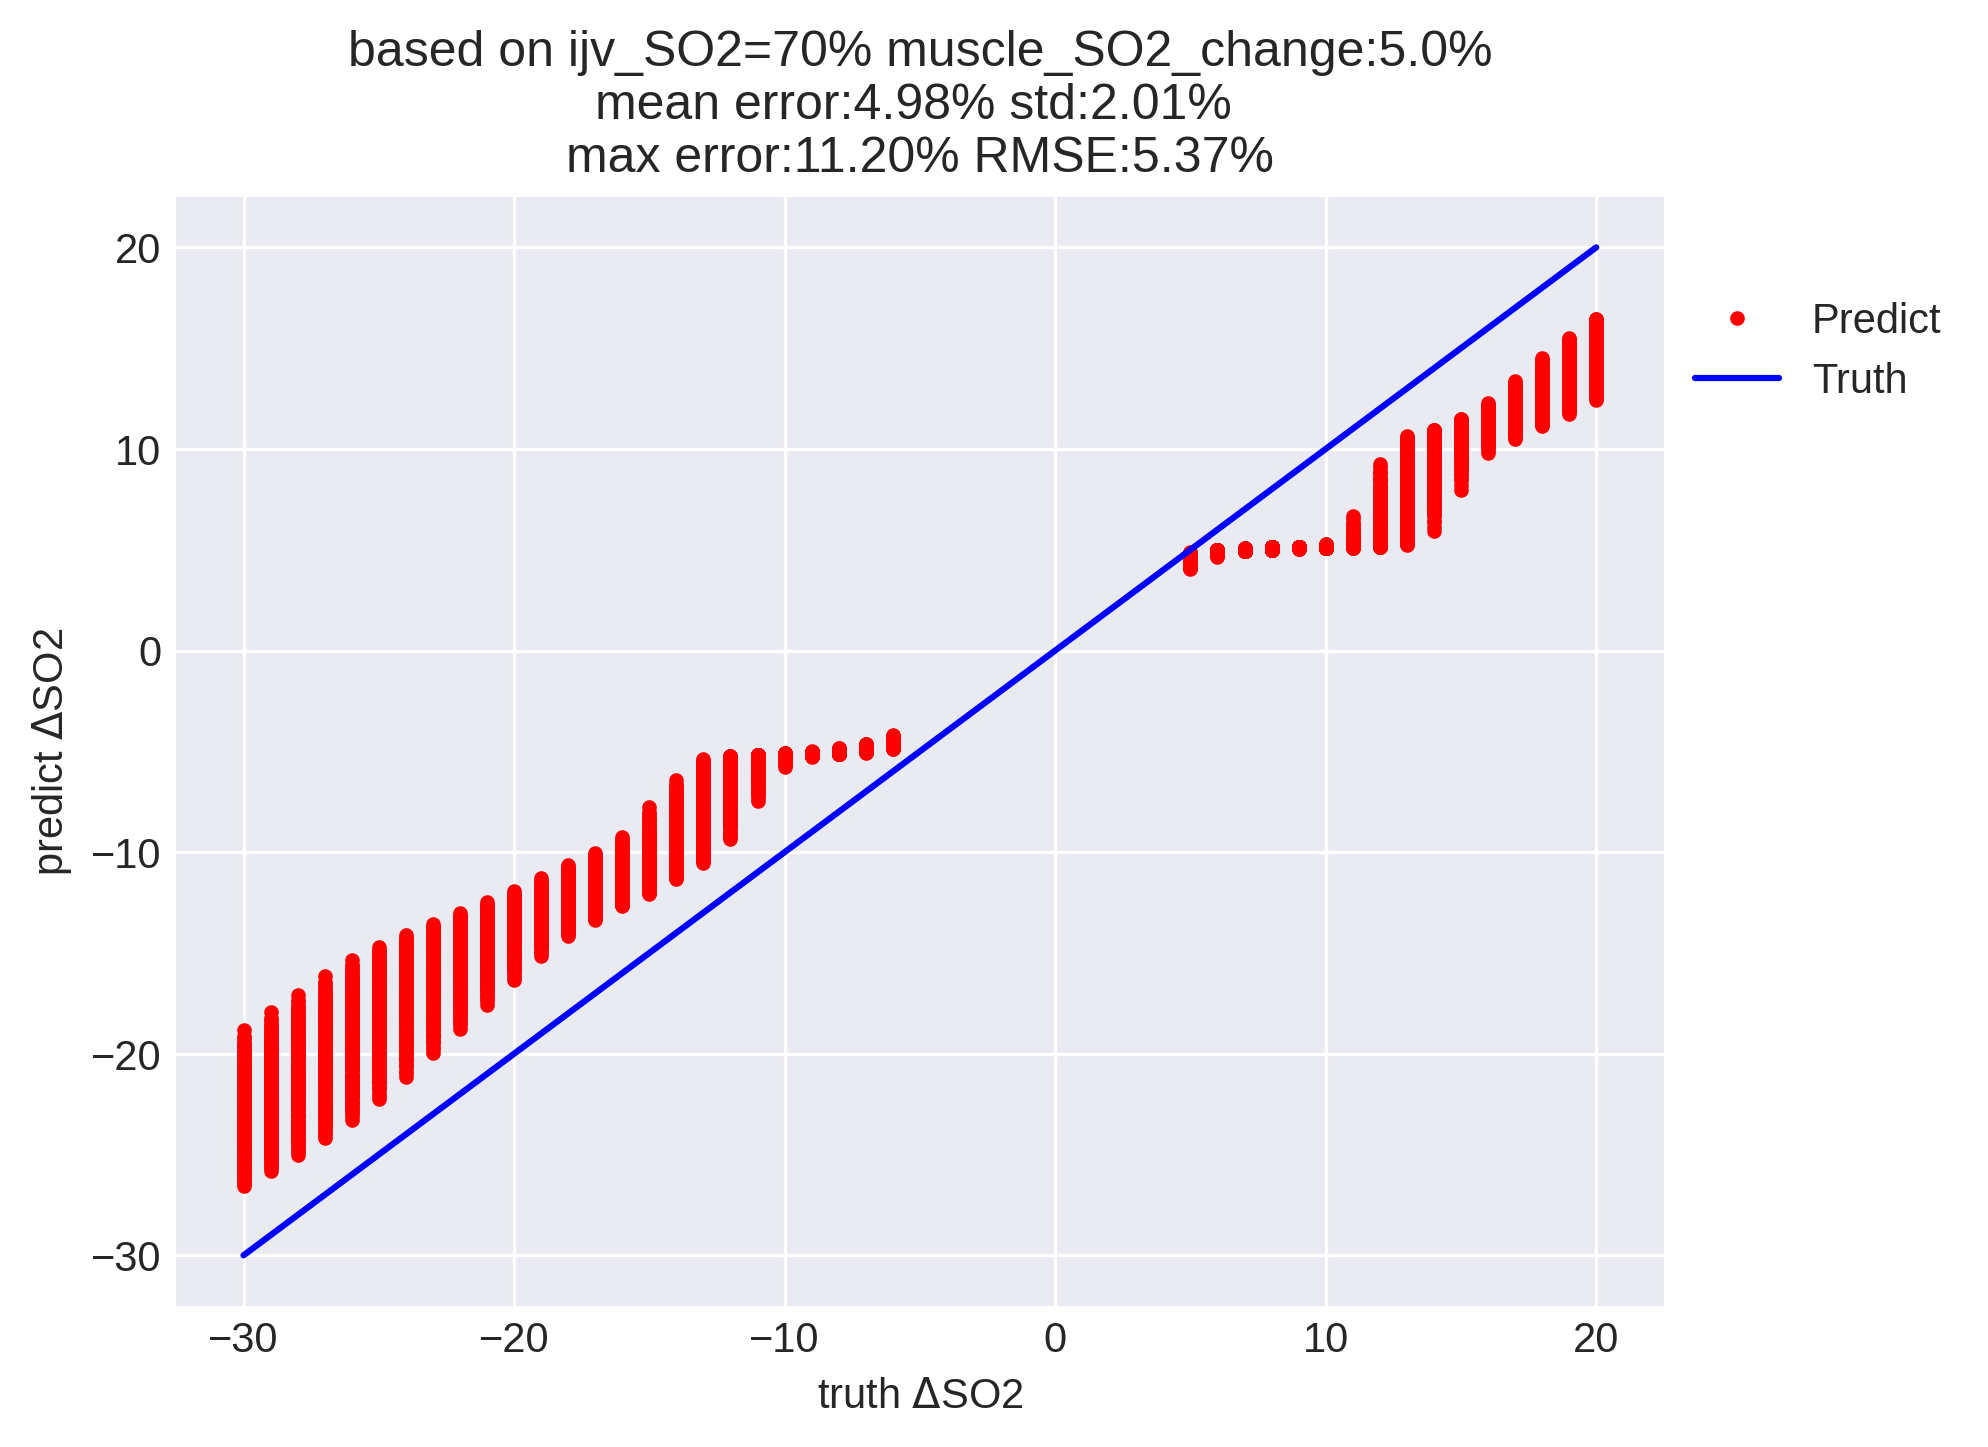 based on ijv_SO2=70% muscle_SO2_change:5.0%
mean error:4.98% std:2.01%
max error:11.20% RMSE:5.37%
20
10
0
−10
−20
−30
predict ΔSO2
−30
−20
−10
0
10
20
truth ΔSO2
Predict
Truth